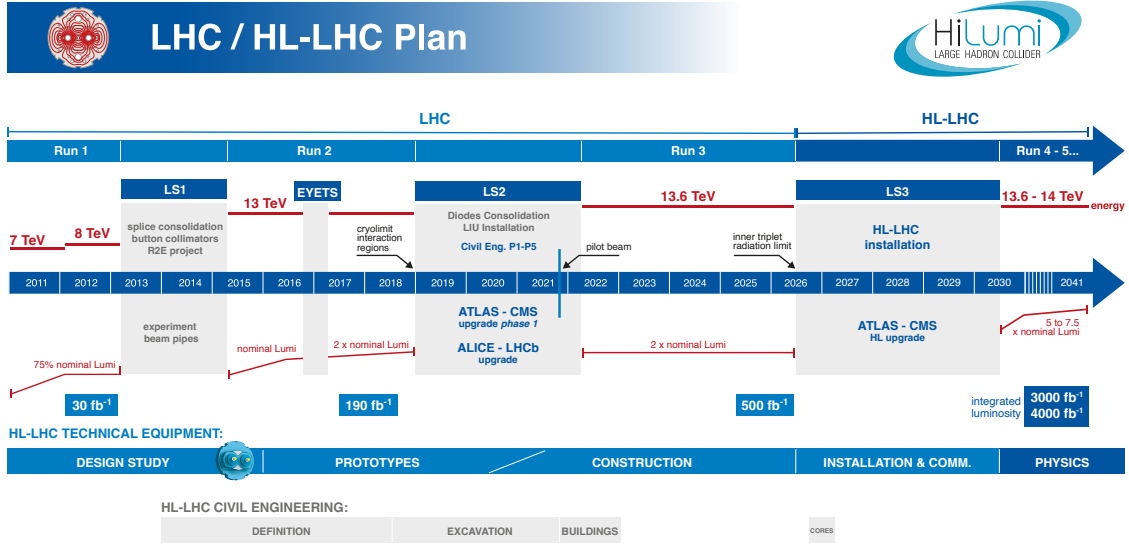 LHC / HL-LHC Plan
HiLumi
LARGE HADRON COLLIDER
LHC
HL-LHC
Run 1
Run 2
Run 3
Run 4 - 5...
LS1
EYETS
LS2
LS3
13 TeV
13.6 TeV
13.6 - 14 TeV
energy
7 TeV
8 TeV
splice consolidation
button collimators
R2E project
cryolimit
interaction
regions
Diodes Consolidation
LIU Installation
Civil Eng. P1-P5
pilot beam
inner triplet
radiation limit
HL-LHC
installation
2011 2012 2013 2014 2015 2016 2017 2018 2019 2020 2021 2022 2023 2024 2025 2026 2027 2028 2029 2030 2041
experiment
beam pipes
ATLAS - CMS
upgrade phase 1
ALICE - LHCb
upgrade
ATLAS - CMS
HL upgrade
5 to 7.5
x nominal Lumi
75% nominal Lumi
nominal Lumi
2 x nominal Lumi
2 x nominal Lumi
30 fb⁻¹
190 fb⁻¹
500 fb⁻¹
integrated
luminosity
3000 fb⁻¹
4000 fb⁻¹
HL-LHC TECHNICAL EQUIPMENT:
DESIGN STUDY
PROTOTYPES
CONSTRUCTION
INSTALLATION & COMM.
PHYSICS
HL-LHC CIVIL ENGINEERING:
DEFINITION
EXCAVATION
BUILDINGS
CORES